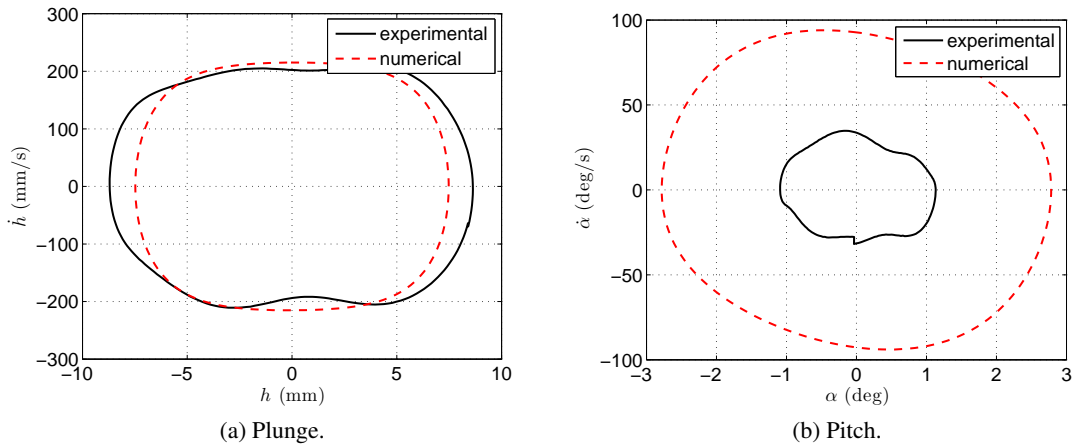 300
200
100
0
−100
−200
−300
−10
−5
0
5
10
ḣ (mm/s)
h (mm)
experimental
numerical
(a) Plunge.
100
50
0
−50
−100
−3
−2
−1
0
1
2
3
α̇ (deg/s)
α (deg)
experimental
numerical
(b) Pitch.